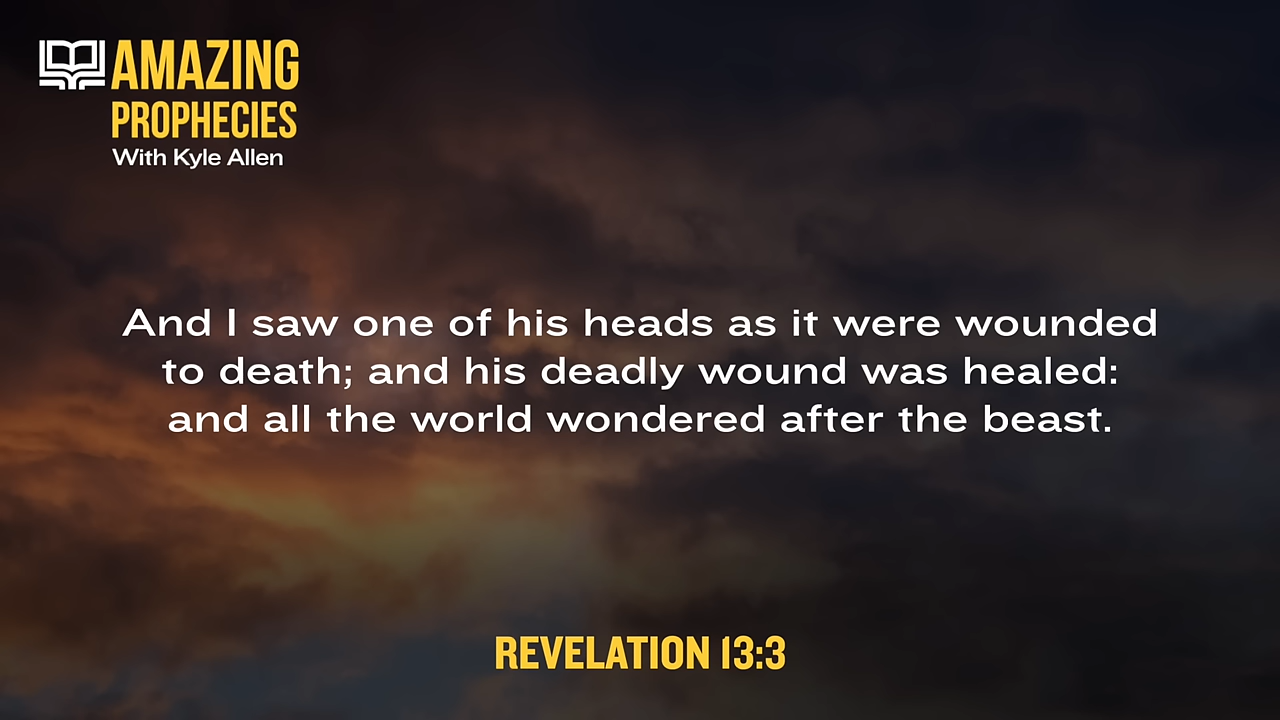 AMAZING
PROPHECIES
With Kyle Allen
And I saw one of his heads as it were wounded
to death; and his deadly wound was healed:
and all the world wondered after the beast.
REVELATION 13:3